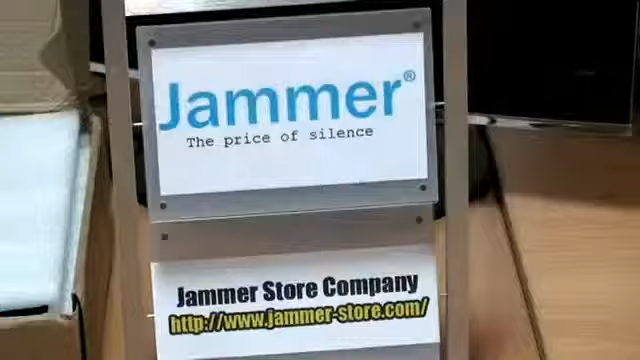 Jammer®
The price of silence
Jammer Store Company
http://www.jammer-store.com/